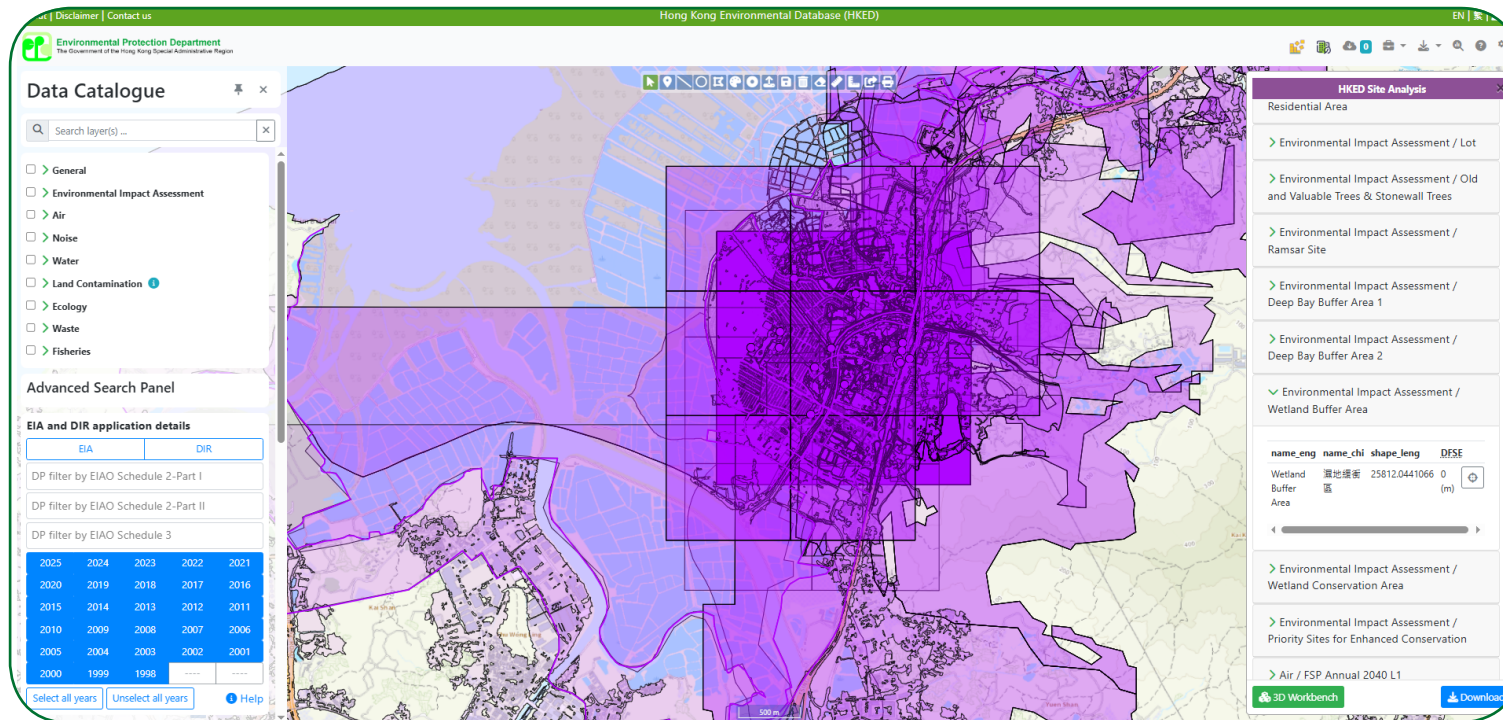 | Disclaimer | Contact us
Hong Kong Environmental Database (HKED)
EN | 繁 |
Environmental Protection Department
The Government of the Hong Kong Special Administrative Region
0
Data Catalogue
Search layer(s) ...
General
Environmental Impact Assessment
Air
Noise
Water
Land Contamination
Ecology
Waste
Fisheries
Advanced Search Panel
EIA and DIR application details
EIA DIR
DP filter by EIAO Schedule 2-Part I
DP filter by EIAO Schedule 2-Part II
DP filter by EIAO Schedule 3
2025 2024 2023 2022 2021
2020 2019 2018 2017 2016
2015 2014 2013 2012 2011
2010 2009 2008 2007 2006
2005 2004 2003 2002 2001
2000 1999 1998 ---- ----
Select all years Unselect all years Help
Kai Shan
500 m
HKED Site Analysis
Residential Area
Environmental Impact Assessment / Lot
Environmental Impact Assessment / Old
and Valuable Trees & Stonewall Trees
Environmental Impact Assessment /
Ramsar Site
Environmental Impact Assessment /
Deep Bay Buffer Area 1
Environmental Impact Assessment /
Deep Bay Buffer Area 2
Environmental Impact Assessment /
Wetland Buffer Area
name_eng name_chi shape_leng DFSE
Wetland 濕地緩衝 25812.0441066 0
Buffer 區 (m)
Area
Environmental Impact Assessment /
Wetland Conservation Area
Environmental Impact Assessment /
Priority Sites for Enhanced Conservation
Air / FSP Annual 2040 L1
3D Workbench Download